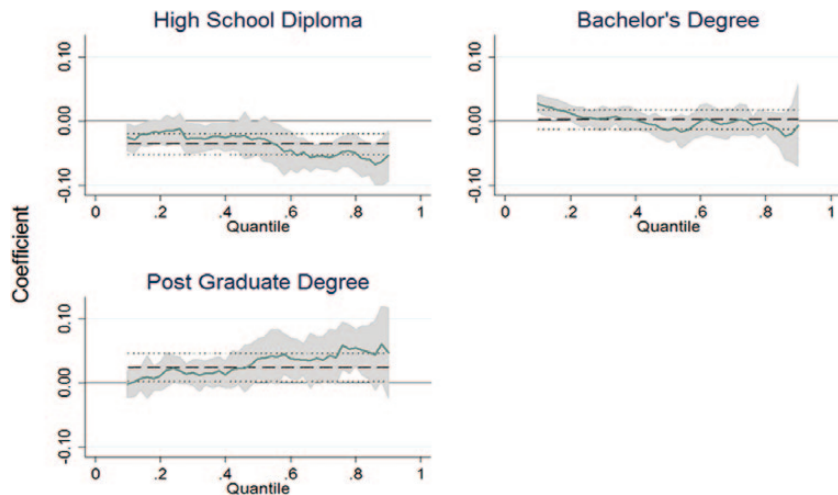 High School Diploma
0.10
0.00
-0.10
0 .2 .4 .6 .8 1
Quantile
Bachelor's Degree
0.10
0.00
-0.10
0 .2 .4 .6 .8 1
Quantile
Coefficient
Post Graduate Degree
0.10
0.00
-0.10
0 .2 .4 .6 .8 1
Quantile